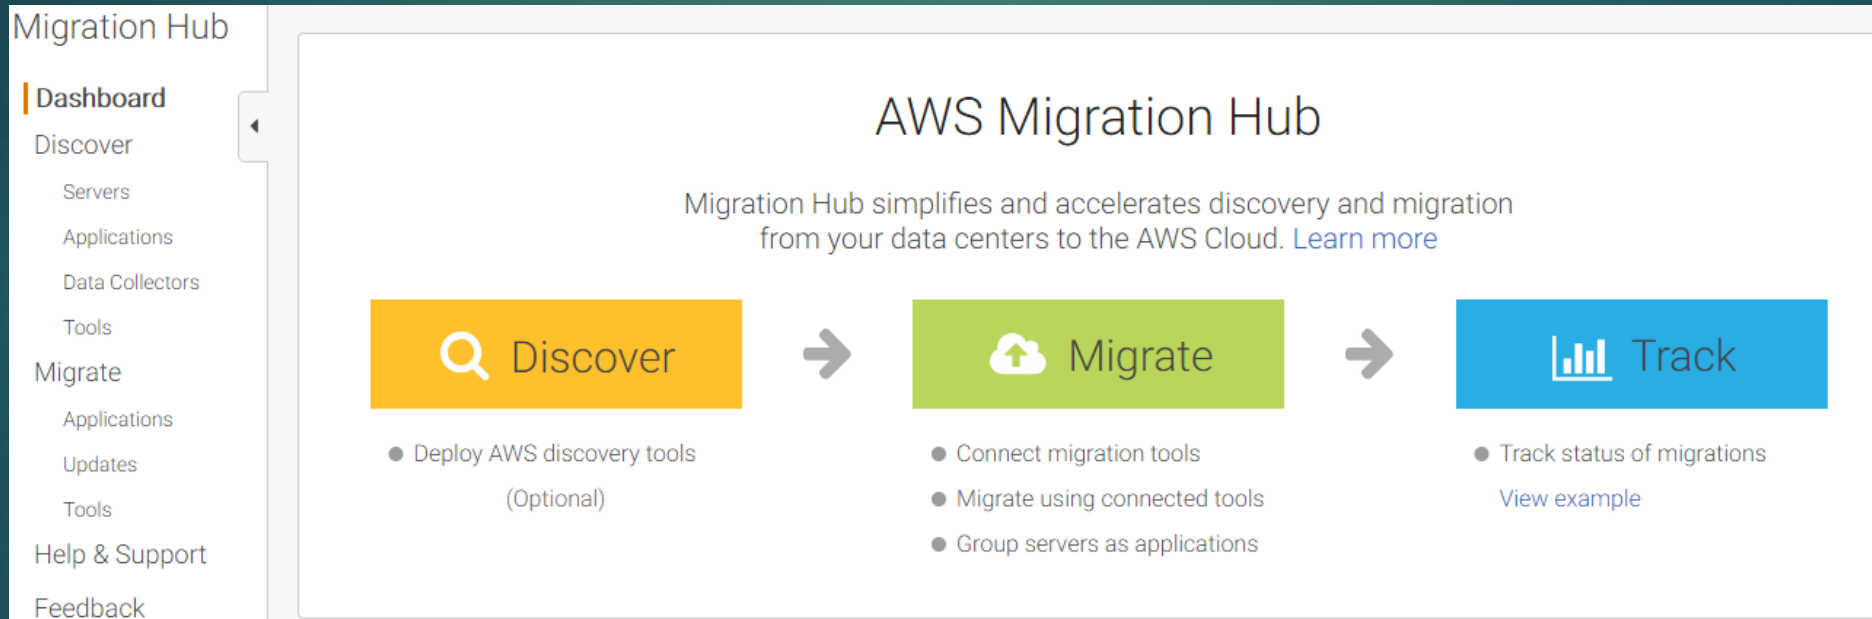 Migration Hub
Dashboard
Discover
Servers
Applications
Data Collectors
Tools
Migrate
Applications
Updates
Tools
Help & Support
Feedback
AWS Migration Hub
Migration Hub simplifies and accelerates discovery and migration
from your data centers to the AWS Cloud. Learn more
Discover
Deploy AWS discovery tools
(Optional)
Migrate
Connect migration tools
Migrate using connected tools
Group servers as applications
Track
Track status of migrations
View example